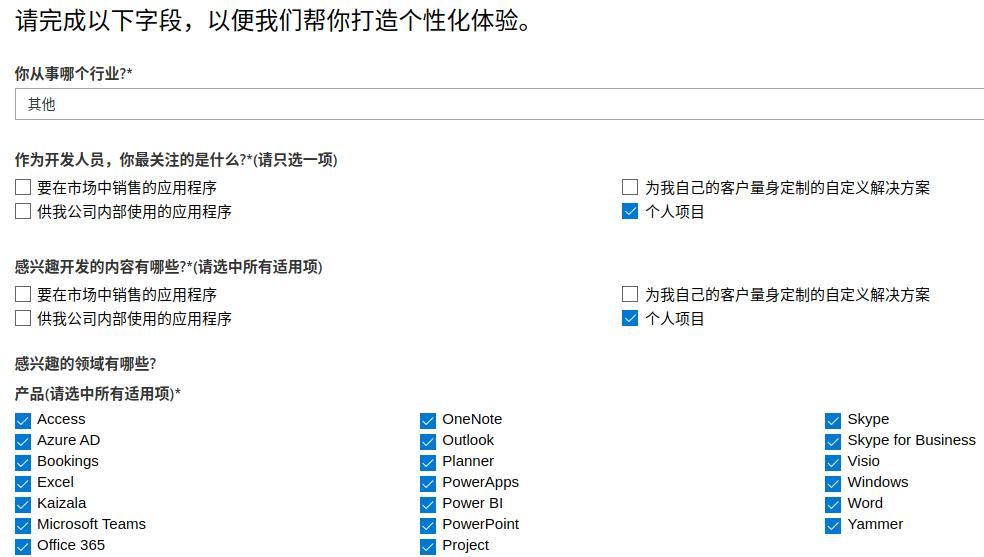 请完成以下字段，以便我们帮你打造个性化体验。
你从事哪个行业?*
其他
作为开发人员，你最关注的是什么?*(请只选一项)
要在市场中销售的应用程序 为我自己的客户量身定制的自定义解决方案
供我公司内部使用的应用程序 个人项目
感兴趣开发的内容有哪些?*(请选中所有适用项)
要在市场中销售的应用程序 为我自己的客户量身定制的自定义解决方案
供我公司内部使用的应用程序 个人项目
感兴趣的领域有哪些?
产品(请选中所有适用项)*
Access OneNote Skype
Azure AD Outlook Skype for Business
Bookings Planner Visio
Excel PowerApps Windows
Kaizala Power BI Word
Microsoft Teams PowerPoint Yammer
Office 365 Project